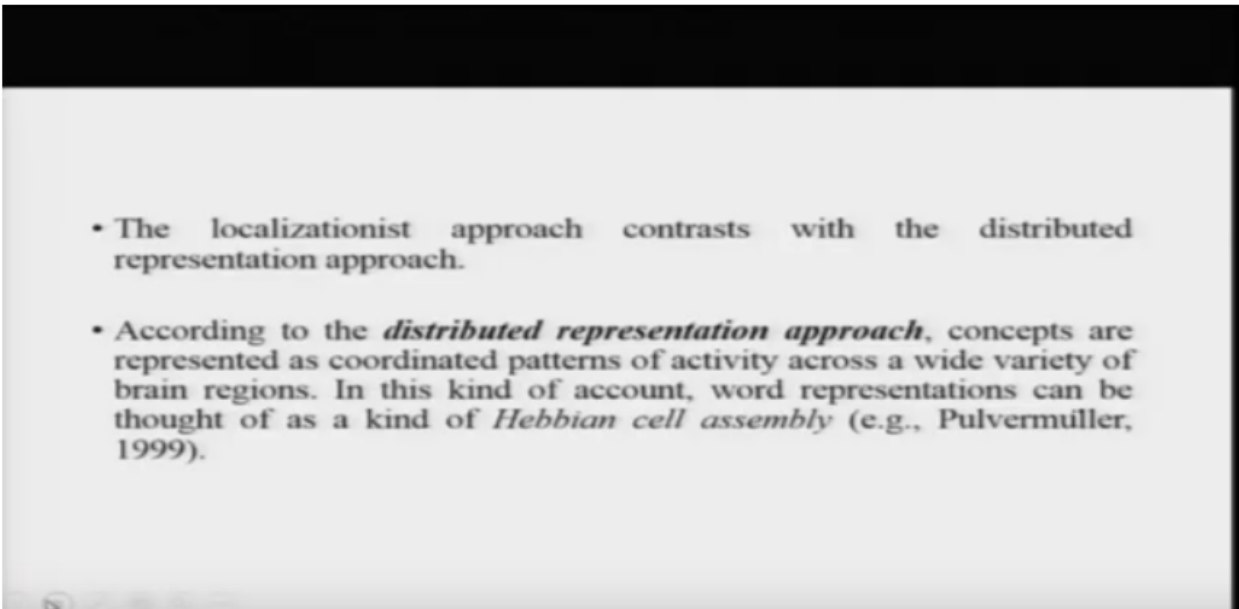 • The localizationist approach contrasts with the distributed
representation approach.
• According to the distributed representation approach, concepts are
represented as coordinated patterns of activity across a wide variety of
brain regions. In this kind of account, word representations can be
thought of as a kind of Hebbian cell assembly (e.g., Pulvermüller,
1999).